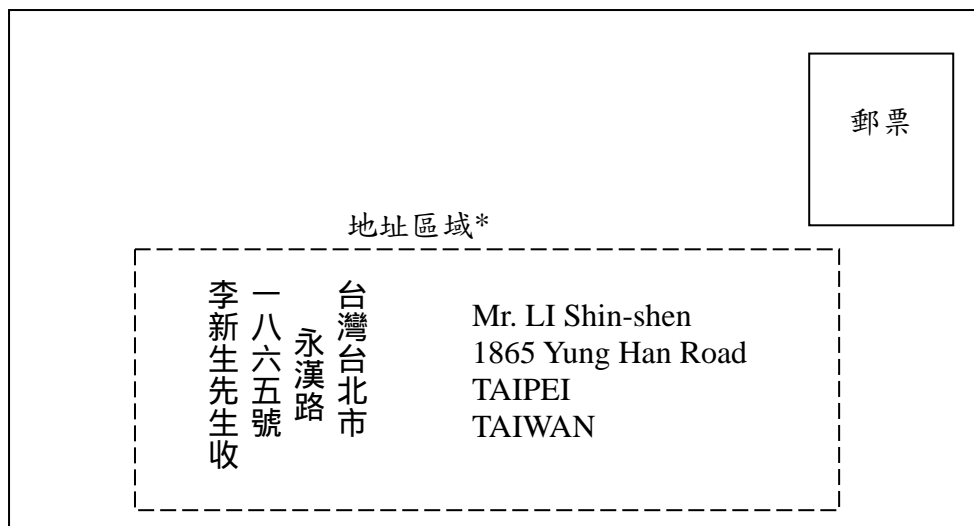 郵票
地址區域*
台灣台北市
永漢路
一八六五號
李新生先生收
Mr. LI Shin-shen
1865 Yung Han Road
TAIPEI
TAIWAN